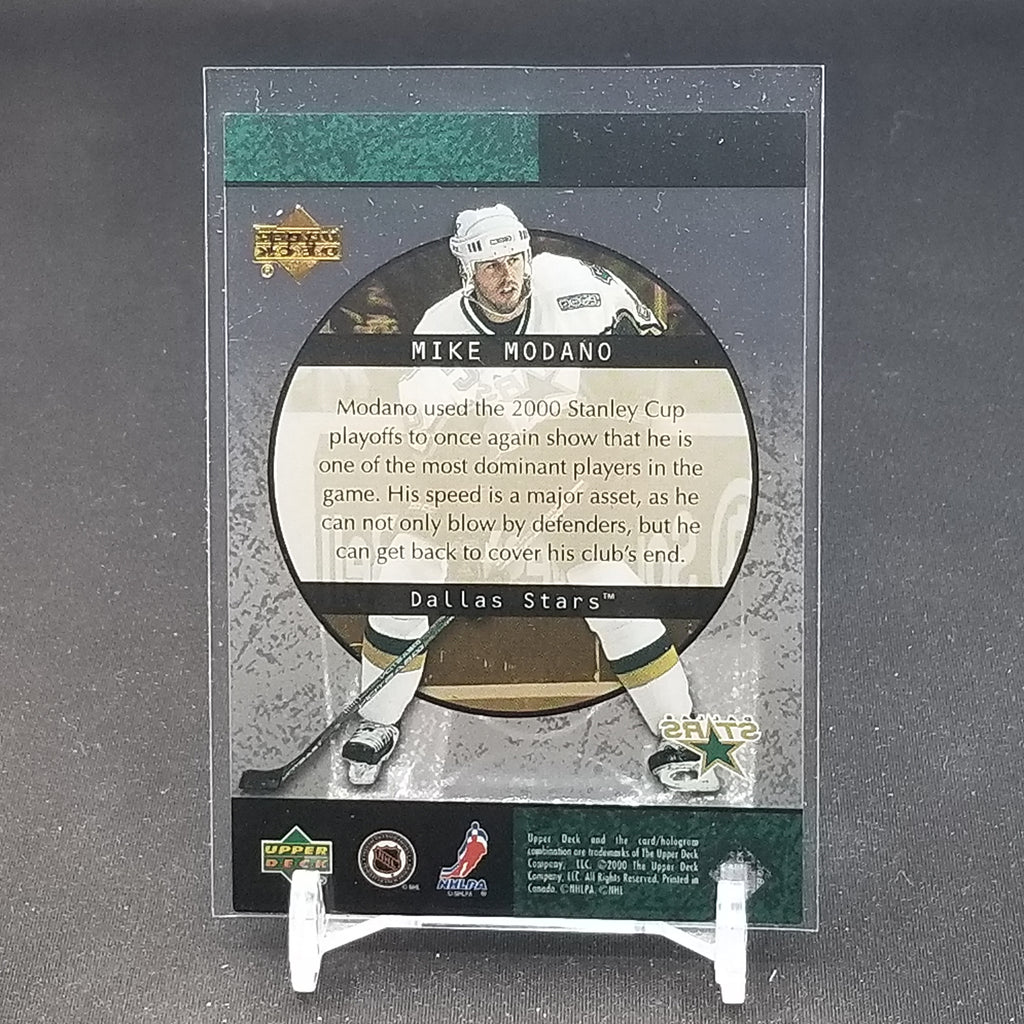 MIKE MODANO
Modano used the 2000 Stanley Cup
playoffs to once again show that he is
one of the most dominant players in the
game. His speed is a major asset, as he
can not only blow by defenders, but he
can get back to cover his club's end.
Dallas Stars™
STARS
UPPER
DECK
NHL
NHLPA
Upper Deck and the card/hologram
combination are trademarks of The Upper Deck
Company, LLC. ©2000 The Upper Deck
Company, LLC. All Rights Reserved. Printed in
Canada. ©NHLPA ©NHL